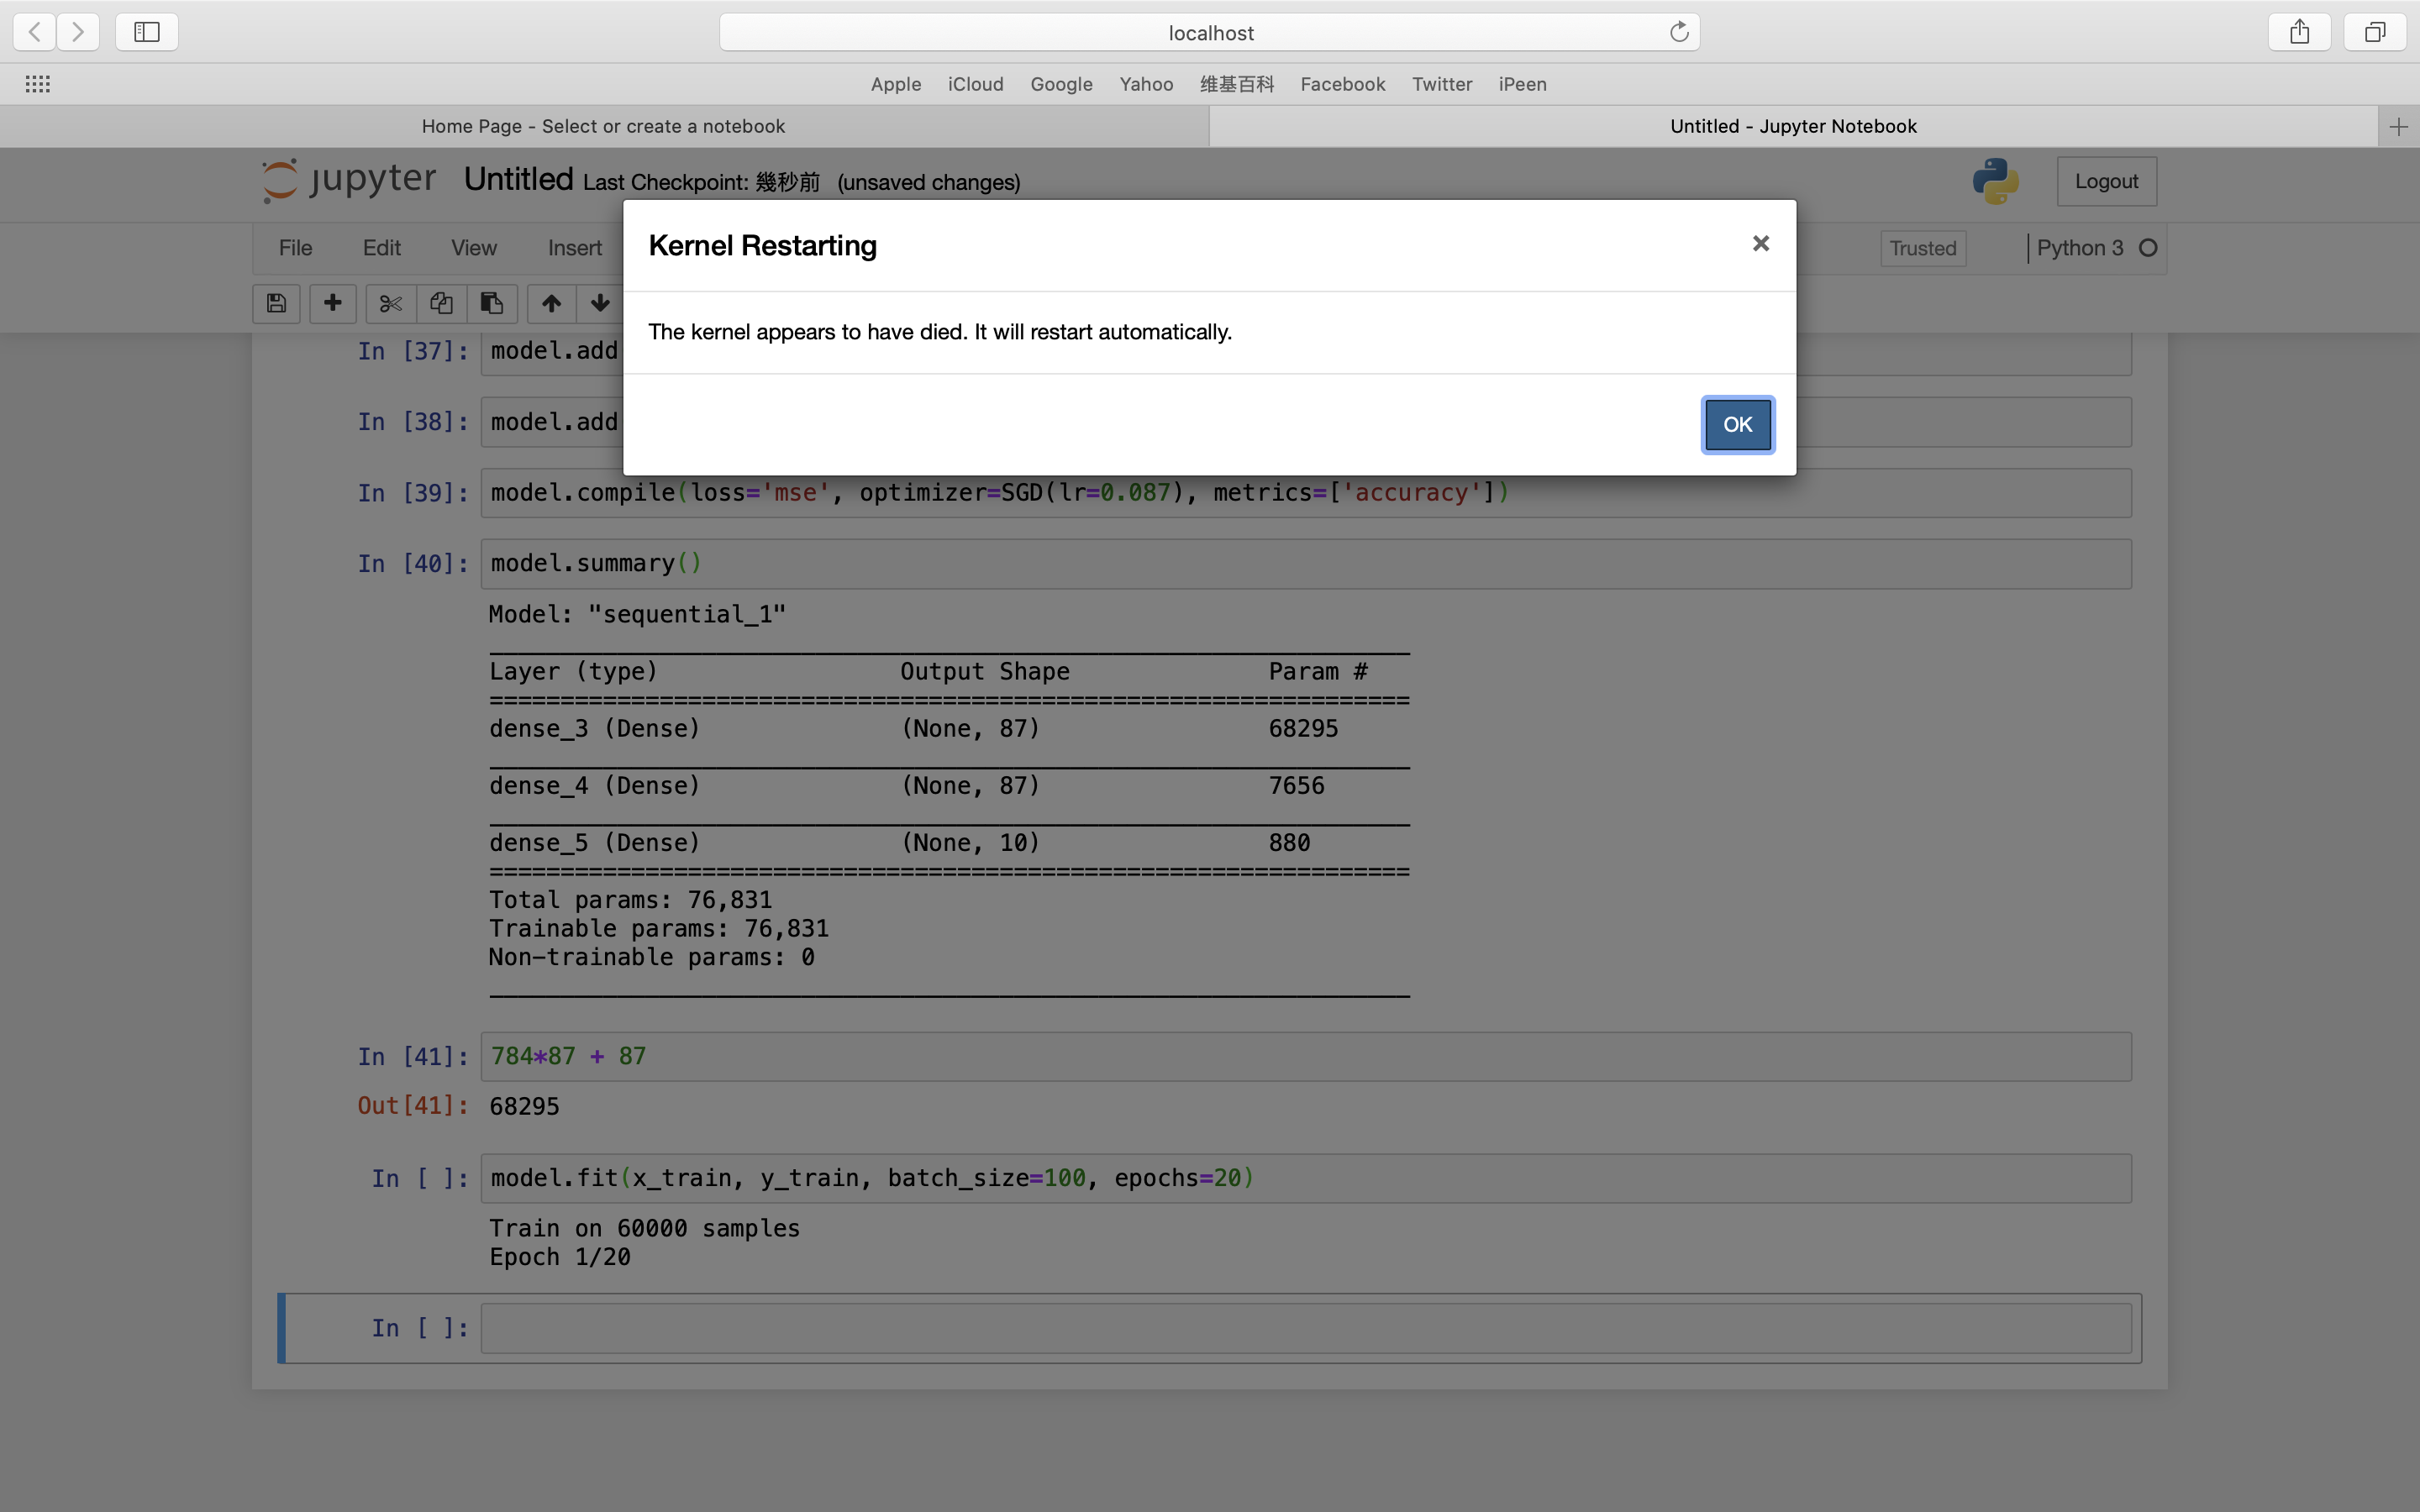 localhost
Apple iCloud Google Yahoo 维基百科 Facebook Twitter iPeen
Home Page - Select or create a notebook
Untitled - Jupyter Notebook
jupyter Untitled Last Checkpoint: 幾秒前 (unsaved changes)
Logout
File Edit View Insert
Trusted
Python 3
Kernel Restarting
The kernel appears to have died. It will restart automatically.
OK
In [37]: model.add
In [38]: model.add
In [39]: model.compile(loss='mse', optimizer=SGD(lr=0.087), metrics=['accuracy'])
In [40]: model.summary()
Model: "sequential_1"
Layer (type) Output Shape Param #
dense_3 (Dense) (None, 87) 68295
dense_4 (Dense) (None, 87) 7656
dense_5 (Dense) (None, 10) 880
Total params: 76,831
Trainable params: 76,831
Non-trainable params: 0
In [41]: 784*87 + 87
Out[41]: 68295
In [ ]: model.fit(x_train, y_train, batch_size=100, epochs=20)
Train on 60000 samples
Epoch 1/20
In [ ]: